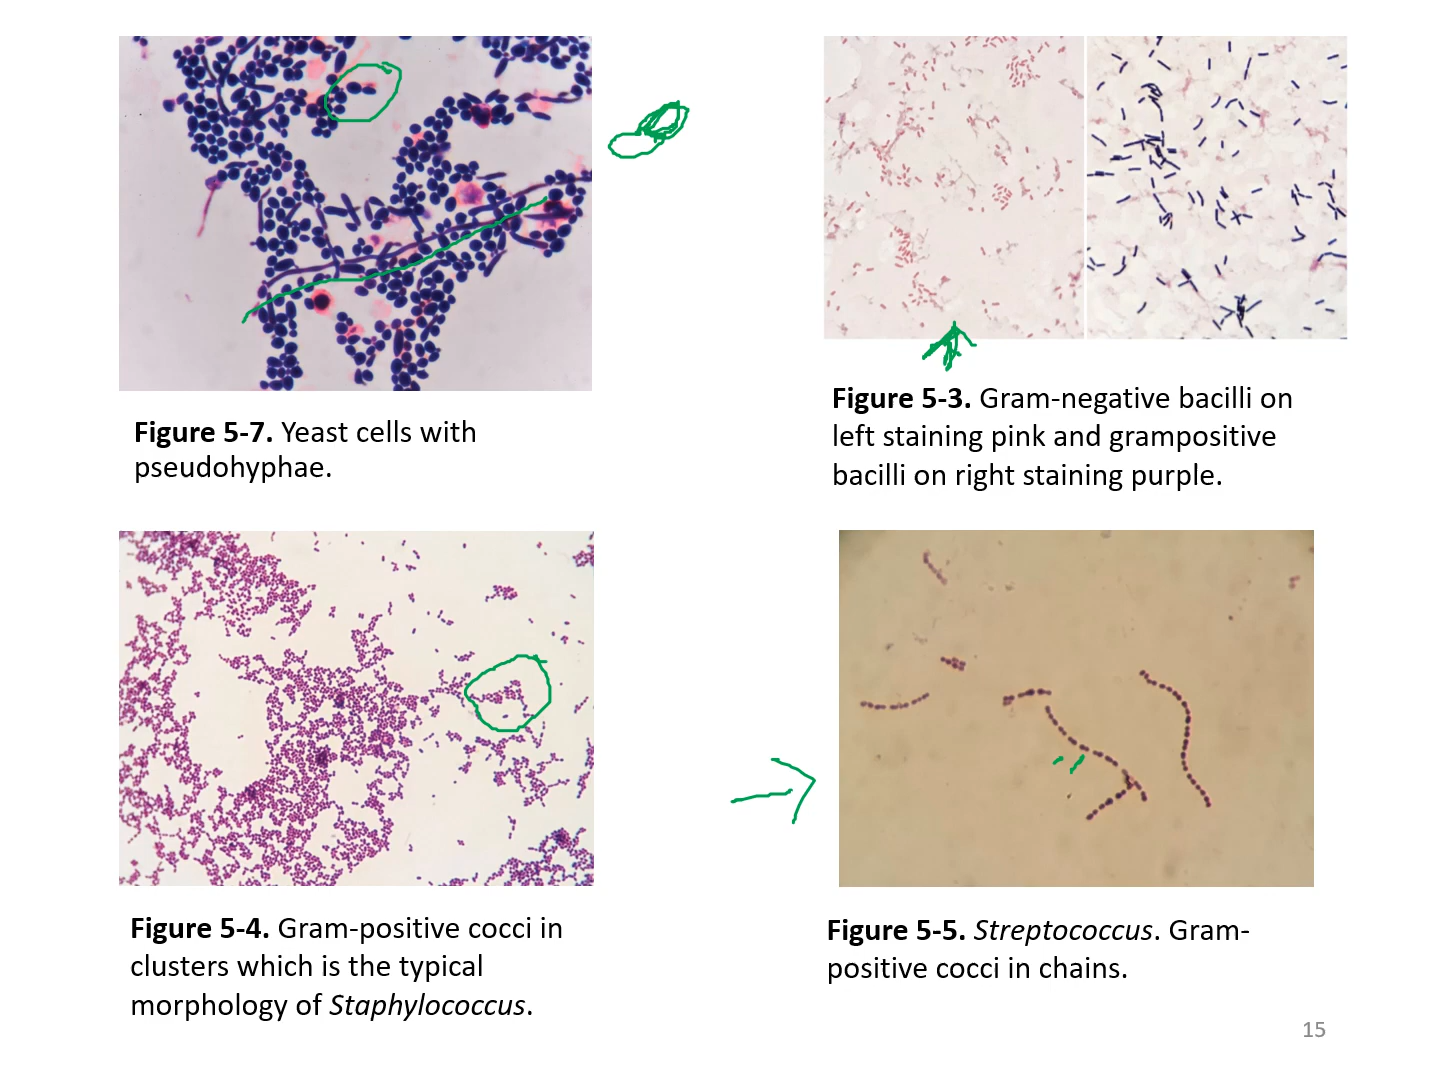 Figure 5-7. Yeast cells with
pseudohyphae.
Figure 5-3. Gram-negative bacilli on
left staining pink and grampositive
bacilli on right staining purple.
Figure 5-4. Gram-positive cocci in
clusters which is the typical
morphology of Staphylococcus.
Figure 5-5. Streptococcus. Gram-
positive cocci in chains.
15